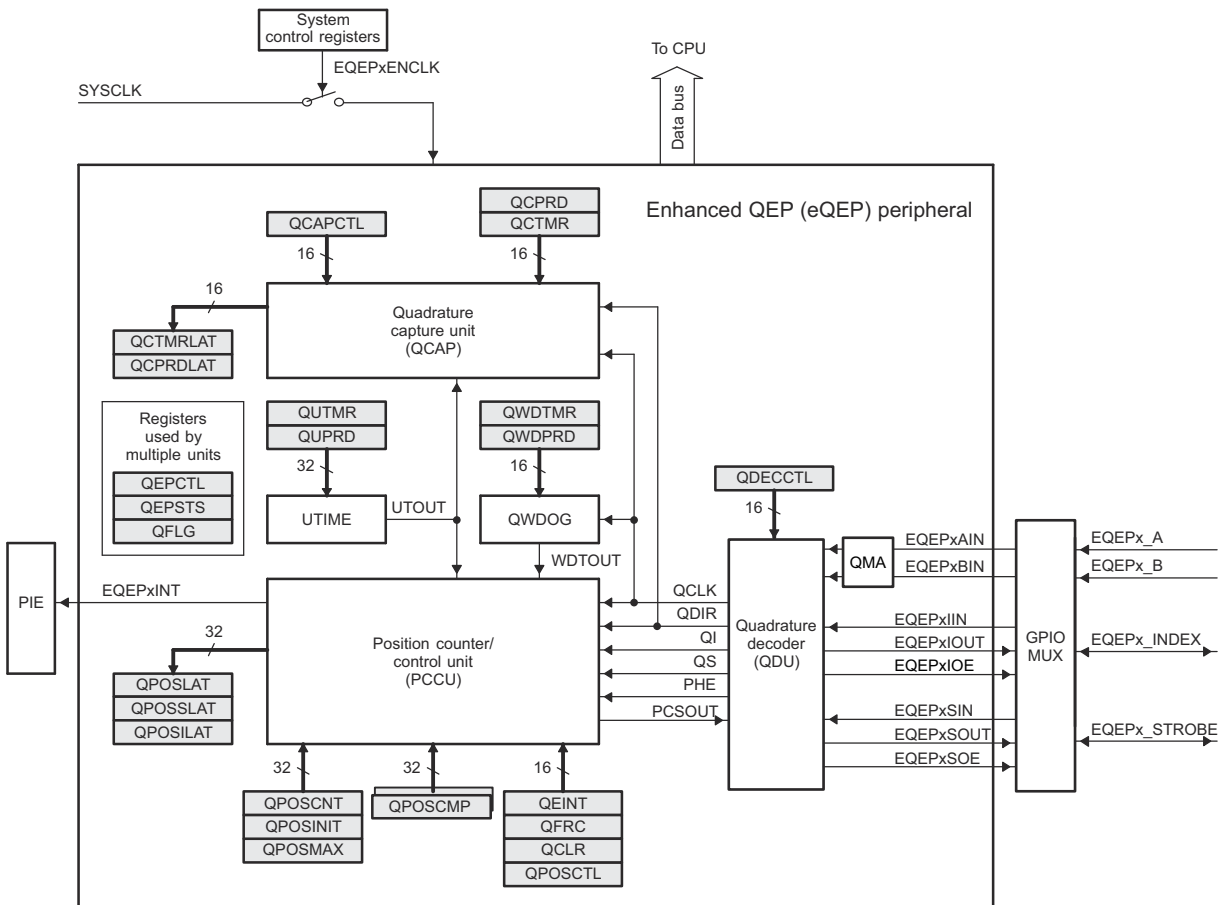 System
control registers
To CPU
EQEPxENCLK
SYSCLK
Data bus
Enhanced QEP (eQEP) peripheral
QCAPCTL
QCPRD
QCTMR
16
16
16
Quadrature
capture unit
(QCAP)
QCTMRLAT
QCPRDLAT
Registers
used by
multiple units
QEPCTL
QEPSTS
QFLG
QUTMR
QUPRD
32
QWDTMR
QWDPRD
16
UTIME
UTOUT
QWDOG
WDTOUT
QDECCTL
16
PIE
EQEPxINT
32
QPOSLAT
QPOSSLAT
QPOSILAT
Position counter/
control unit
(PCCU)
QCLK
QDIR
QI
QS
PHE
PCSOUT
Quadrature
decoder
(QDU)
QMA
EQEPxAIN
EQEPxBIN
EQEPxIIN
EQEPxIOUT
EQEPxIOE
EQEPxSIN
EQEPxSOUT
EQEPxSOE
GPIO
MUX
EQEPx_A
EQEPx_B
EQEPx_INDEX
EQEPx_STROBE
32
QPOSCNT
QPOSINIT
QPOSMAX
32
QPOSCMP
16
QEINT
QFRC
QCLR
QPOSCTL